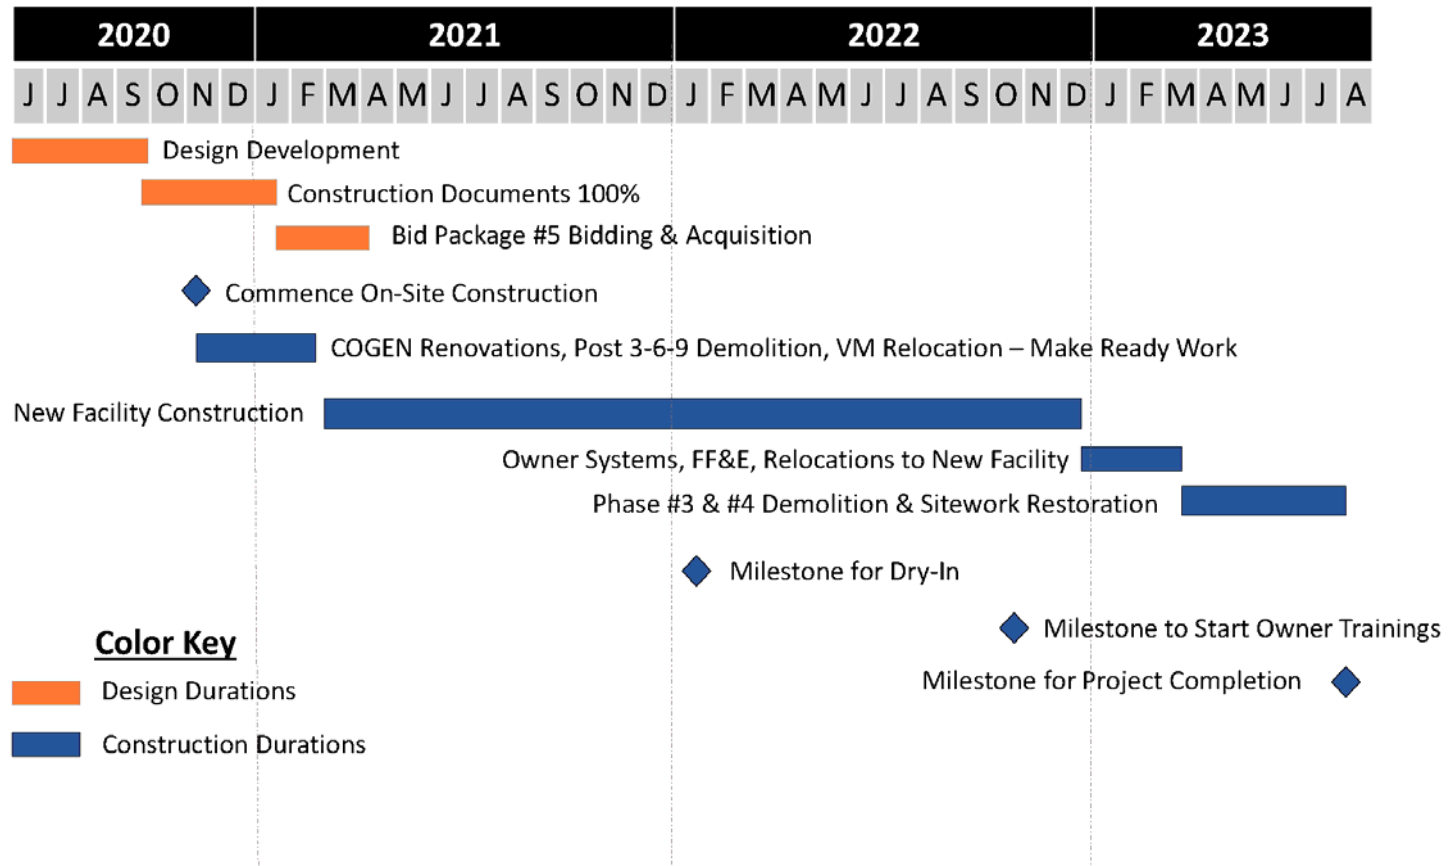 2020 2021 2022 2023
J J A S O N D J F M A M J J A S O N D J F M A M J J A S O N D J F M A M J J A
Design Development
Construction Documents 100%
Bid Package #5 Bidding & Acquisition
Commence On-Site Construction
COGEN Renovations, Post 3-6-9 Demolition, VM Relocation – Make Ready Work
New Facility Construction
Owner Systems, FF&E, Relocations to New Facility
Phase #3 & #4 Demolition & Sitework Restoration
Milestone for Dry-In
Milestone to Start Owner Trainings
Milestone for Project Completion
Color Key
Design Durations
Construction Durations